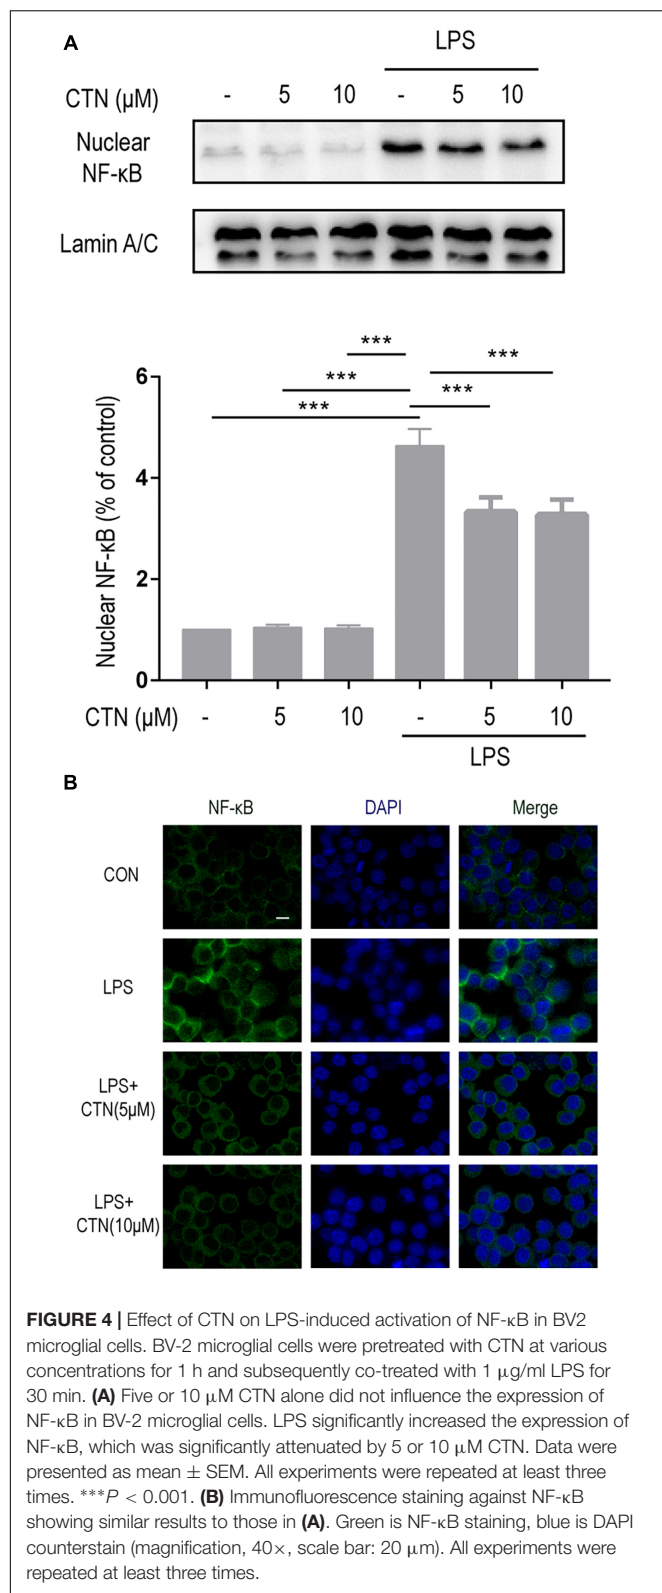 A
LPS
CTN (µM) - 5 10 - 5 10
Nuclear
NF-κB
Lamin A/C
***
***
***
***
***
6
4
2
0
Nuclear NF-κB (% of control)
CTN (µM) - 5 10 - 5 10
LPS
B
NF-κB DAPI Merge
CON
LPS
LPS+
CTN(5µM)
LPS+
CTN(10µM)
FIGURE 4 | Effect of CTN on LPS-induced activation of NF-κB in BV2
microglial cells. BV-2 microglial cells were pretreated with CTN at various
concentrations for 1 h and subsequently co-treated with 1 µg/ml LPS for
30 min. (A) Five or 10 µM CTN alone did not influence the expression of
NF-κB in BV-2 microglial cells. LPS significantly increased the expression of
NF-κB, which was significantly attenuated by 5 or 10 µM CTN. Data were
presented as mean ± SEM. All experiments were repeated at least three
times. ***P < 0.001. (B) Immunofluorescence staining against NF-κB
showing similar results to those in (A). Green is NF-κB staining, blue is DAPI
counterstain (magnification, 40×, scale bar: 20 µm). All experiments were
repeated at least three times.